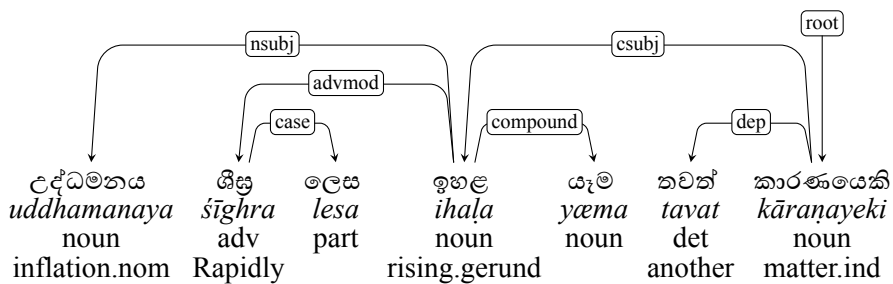 root
nsubj csubj
advmod
case compound dep
උද්ධමනය ශීඝ්‍ර ලෙස ඉහළ යෑම තවත් කාරණයෙකි
uddhamanaya śīghra lesa ihaḷa yæma tavat kāraṇayeki
noun adv part noun noun det noun
inflation.nom Rapidly rising.gerund another matter.ind